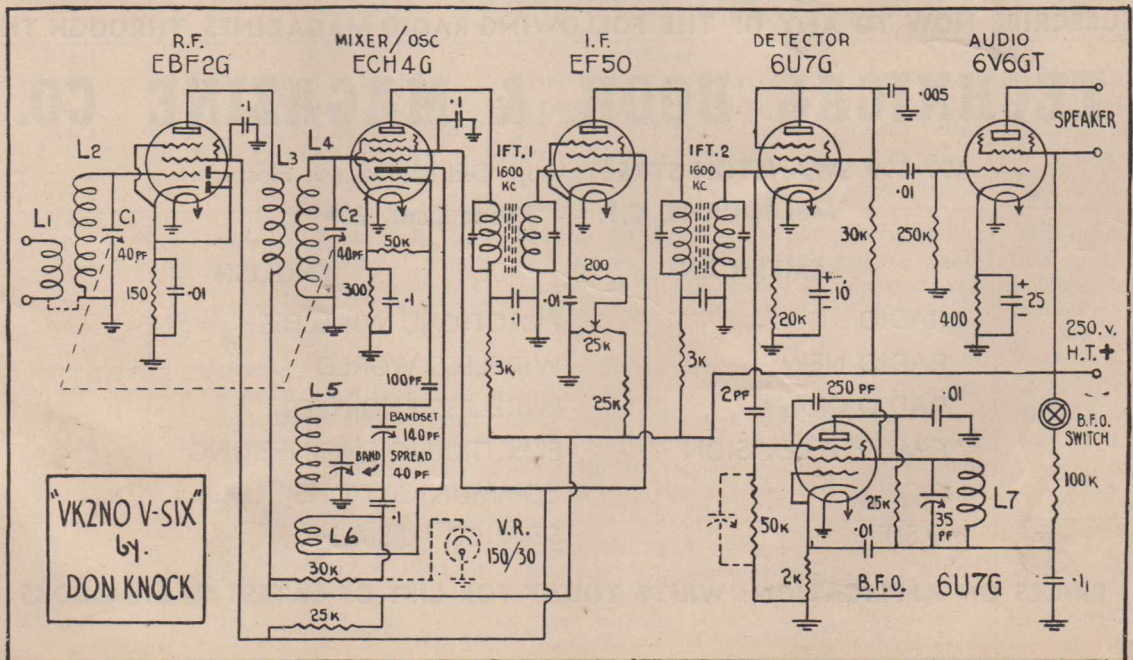 R.F.
EBF2G
MIXER/OSC
ECH4G
I.F.
EF50
DETECTOR
6U7G
AUDIO
6V6GT
.1
.1
.005
SPEAKER
L2
L3
L4
1FT.1
1600
KC
1FT.2
1600
KC
.01
L1
C1
40PF
C2
40PF
50K
30K
250K
150
.01
300
.1
200
.01
.1
25K
+
10
-
20K
400
+
25
-
250.V.
H.T.+
3K
25K
3K
100PF
2PF
250 PF
.01
B.F.O.
SWITCH
L5
BANDSET
140PF
BAND SPREAD
40PF
100K
"VK2NO V-SIX"
by.
DON KNOCK
.1
L6
V.R.
150/30
30K
25K
50K
25K
35
PF
L7
.01
2K
B.F.O.
6U7G
.1